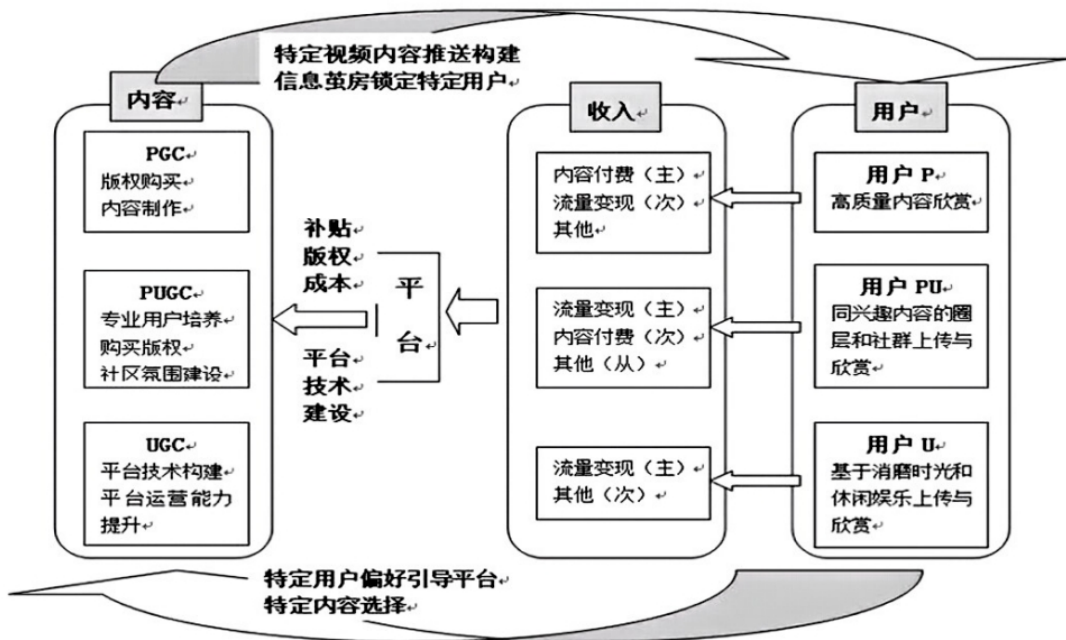 特定视频内容推送构建
信息茧房锁定特定用户
内容
PGC
版权购买
内容制作
PUGC
专业用户培养
购买版权
社区氛围建设
UGC
平台技术构建
平台运营能力
提升
补贴
版权
成本
平台
技术
建设
平
台
收入
内容付费（主）
流量变现（次）
其他
流量变现（主）
内容付费（次）
其他（从）
流量变现（主）
其他（次）
用户
用户 P
高质量内容欣赏
用户 PU
同兴趣内容的圈
层和社群上传与
欣赏
用户 U
基于消磨时光和
休闲娱乐上传与
欣赏
特定用户偏好引导平台
特定内容选择